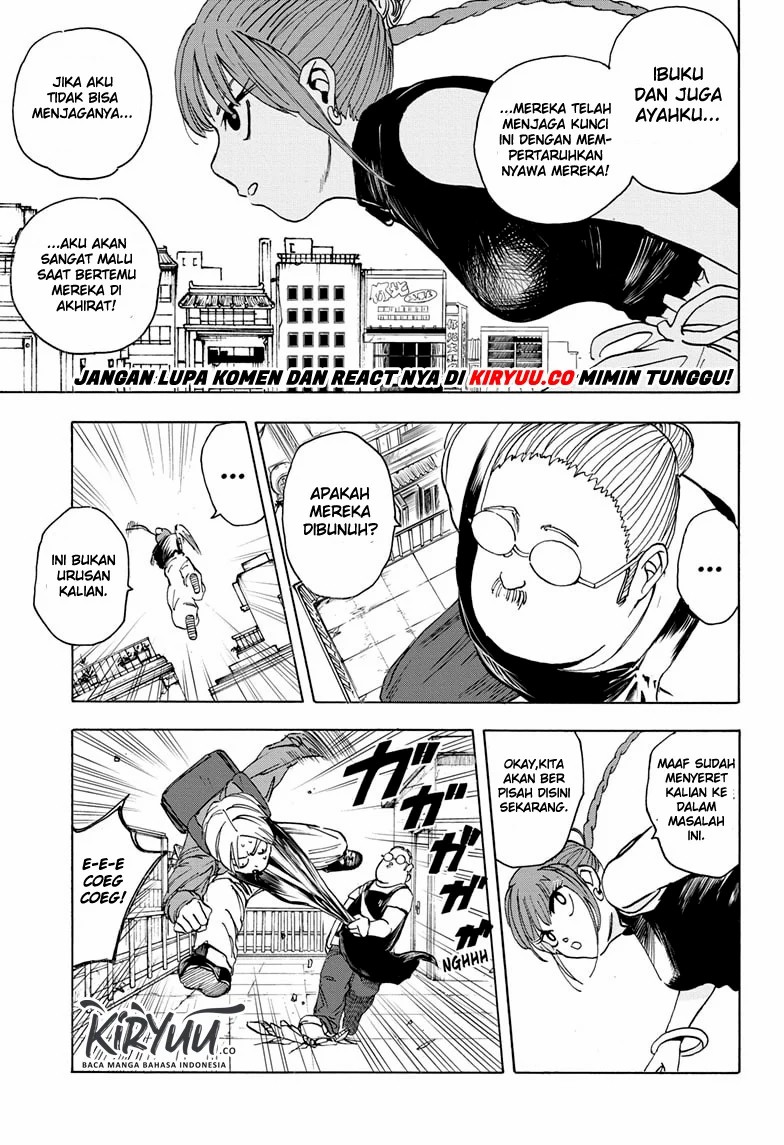 IBUKU
DAN JUGA
AYAHKU...
...MEREKA TELAH
MENJAGA KUNCI
INI DENGAN MEM-
PERTARUHKAN
NYAWA MEREKA!
JIKA AKU
TIDAK BISA
MENJAGANYA...
...AKU AKAN
SANGAT MALU
SAAT BERTEMU
MEREKA DI
AKHIRAT!
JANGAN LUPA KOMEN DAN REACT NYA DI KIRYUU.CO MIMIN TUNGGU!
...
APAKAH
MEREKA
DIBUNUH?
...
INI BUKAN
URUSAN
KALIAN.
MAAF SUDAH
MENYERET
KALIAN KE
DALAM
MASALAH
INI.
OKAY,KITA
AKAN BER
PISAH DISINI
SEKARANG.
ガガガガガ
NGHHH
E-E-E
COEG
COEG!
KIRYUU.CO
BACA MANGA BAHASA INDONESIA